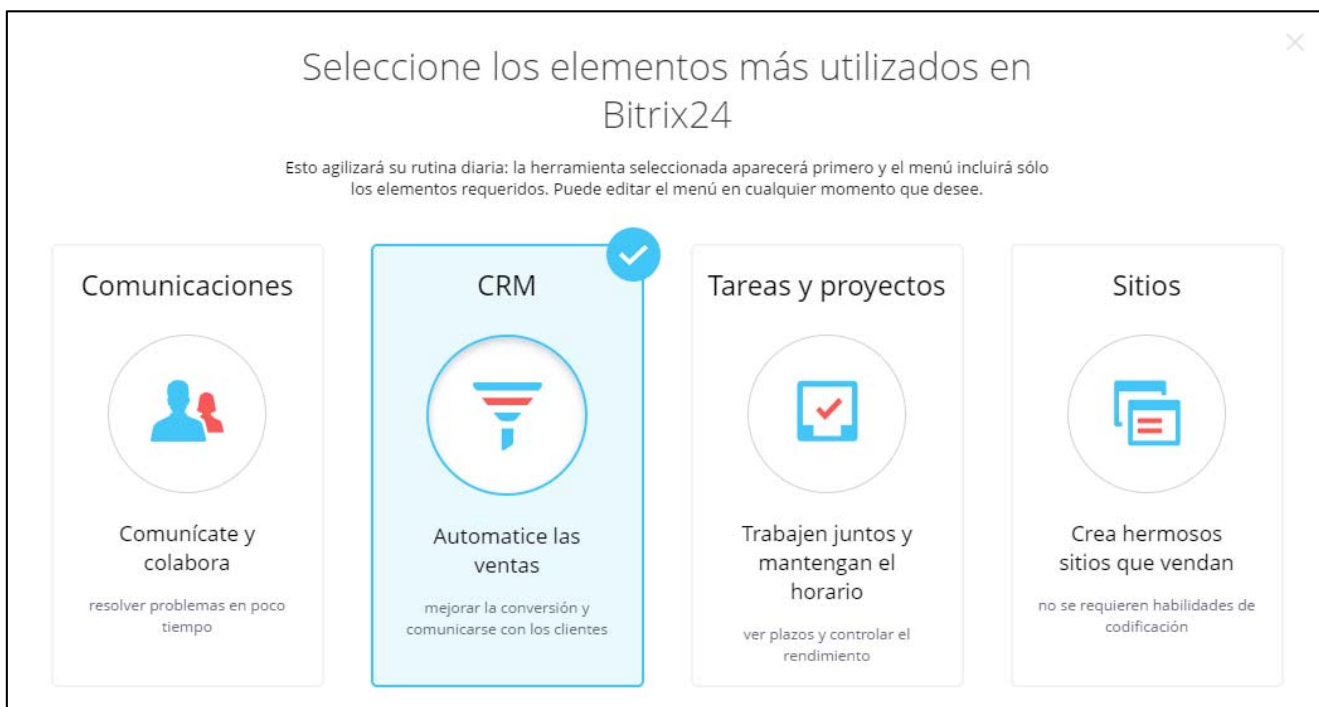 Seleccione los elementos más utilizados en
Bitrix24
Esto agilizará su rutina diaria: la herramienta seleccionada aparecerá primero y el menú incluirá sólo
los elementos requeridos. Puede editar el menú en cualquier momento que desee.
Comunicaciones
Comunícate y
colabora
resolver problemas en poco
tiempo
CRM
Automatice las
ventas
mejorar la conversión y
comunicarse con los clientes
Tareas y proyectos
Trabajen juntos y
mantengan el
horario
ver plazos y controlar el
rendimiento
Sitios
Crea hermosos
sitios que vendan
no se requieren habilidades de
codificación